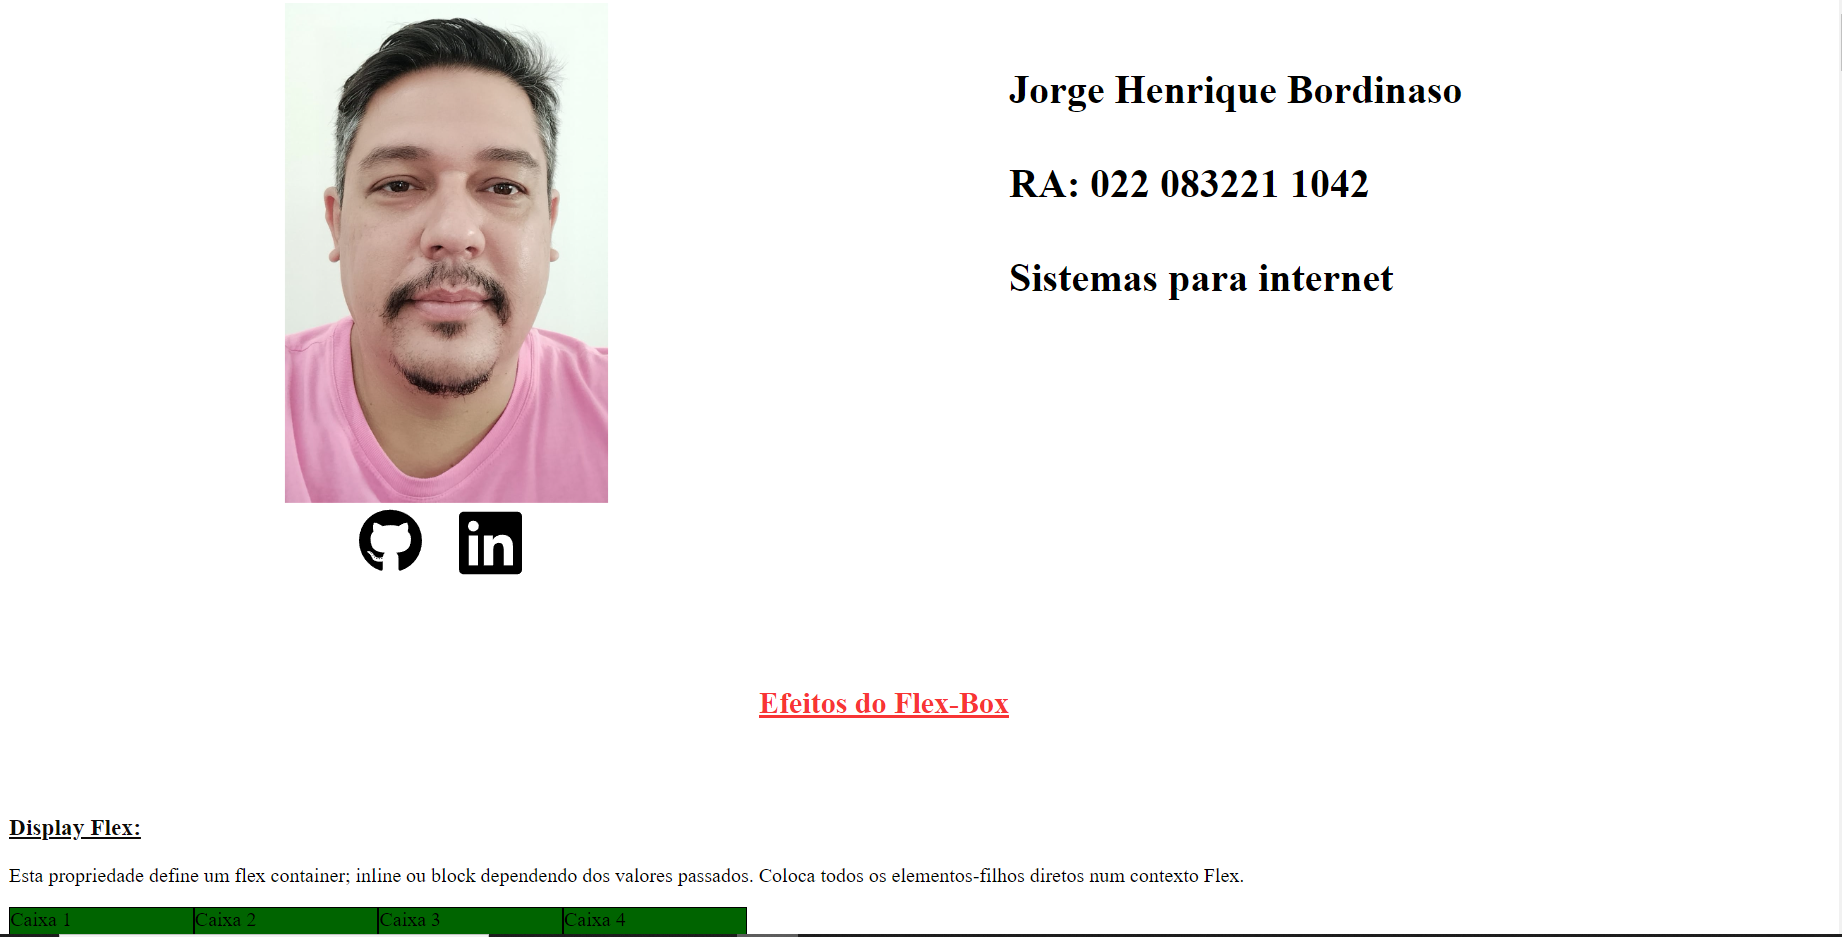 Jorge Henrique Bordinaso
RA: 022 083221 1042
Sistemas para internet
in
Efeitos do Flex-Box
Display Flex:
Esta propriedade define um flex container; inline ou block dependendo dos valores passados. Coloca todos os elementos-filhos diretos num contexto Flex.
Caixa 1 Caixa 2 Caixa 3 Caixa 4